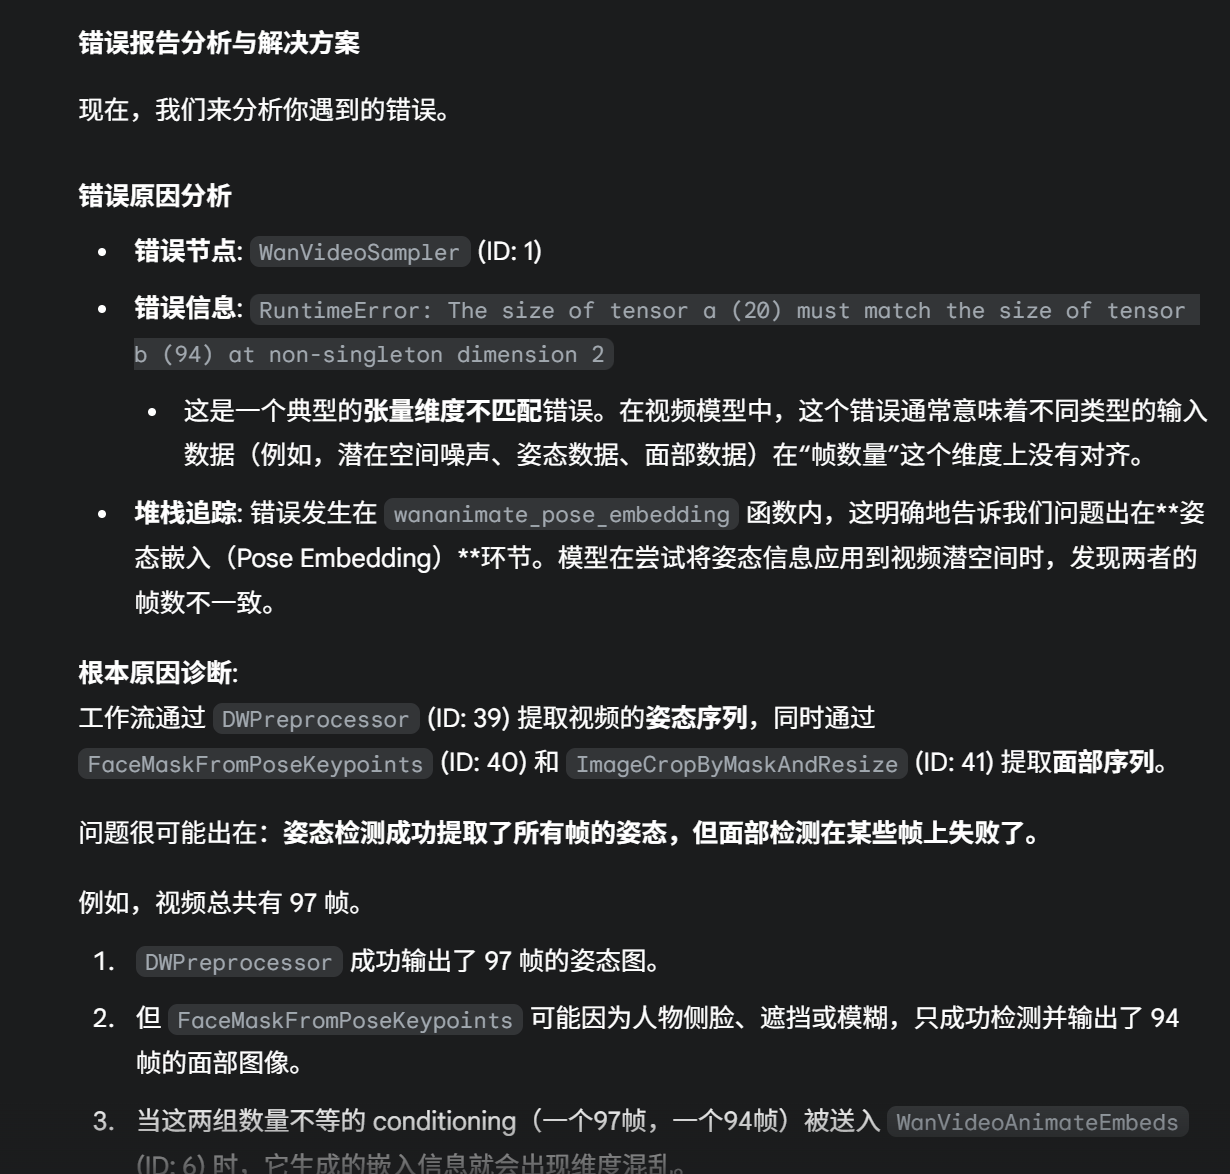 错误报告分析与解决方案
现在，我们来分析你遇到的错误。
错误原因分析
• 错误节点: WanVideoSampler (ID: 1)
• 错误信息: RuntimeError: The size of tensor a (20) must match the size of tensor
b (94) at non-singleton dimension 2
• 这是一个典型的张量维度不匹配错误。在视频模型中，这个错误通常意味着不同类型的输入
数据（例如，潜在空间噪声、姿态数据、面部数据）在“帧数量”这个维度上没有对齐。
• 堆栈追踪: 错误发生在 wananimate_pose_embedding 函数内，这明确地告诉我们问题出在**姿
态嵌入（Pose Embedding）**环节。模型在尝试将姿态信息应用到视频潜空间时，发现两者的
帧数不一致。
根本原因诊断:
工作流通过 DWPreprocessor (ID: 39) 提取视频的姿态序列，同时通过
FaceMaskFromPoseKeypoints (ID: 40) 和 ImageCropByMaskAndResize (ID: 41) 提取面部序列。
问题很可能出在：姿态检测成功提取了所有帧的姿态，但面部检测在某些帧上失败了。
例如，视频总共有 97 帧。
1. DWPreprocessor 成功输出了 97 帧的姿态图。
2. 但 FaceMaskFromPoseKeypoints 可能因为人物侧脸、遮挡或模糊，只成功检测并输出了 94
帧的面部图像。
3. 当这两组数量不等的 conditioning（一个97帧，一个94帧）被送入 WanVideoAnimateEmbeds
(ID: 6) 时，它生成的嵌入信息就会出现维度混乱。